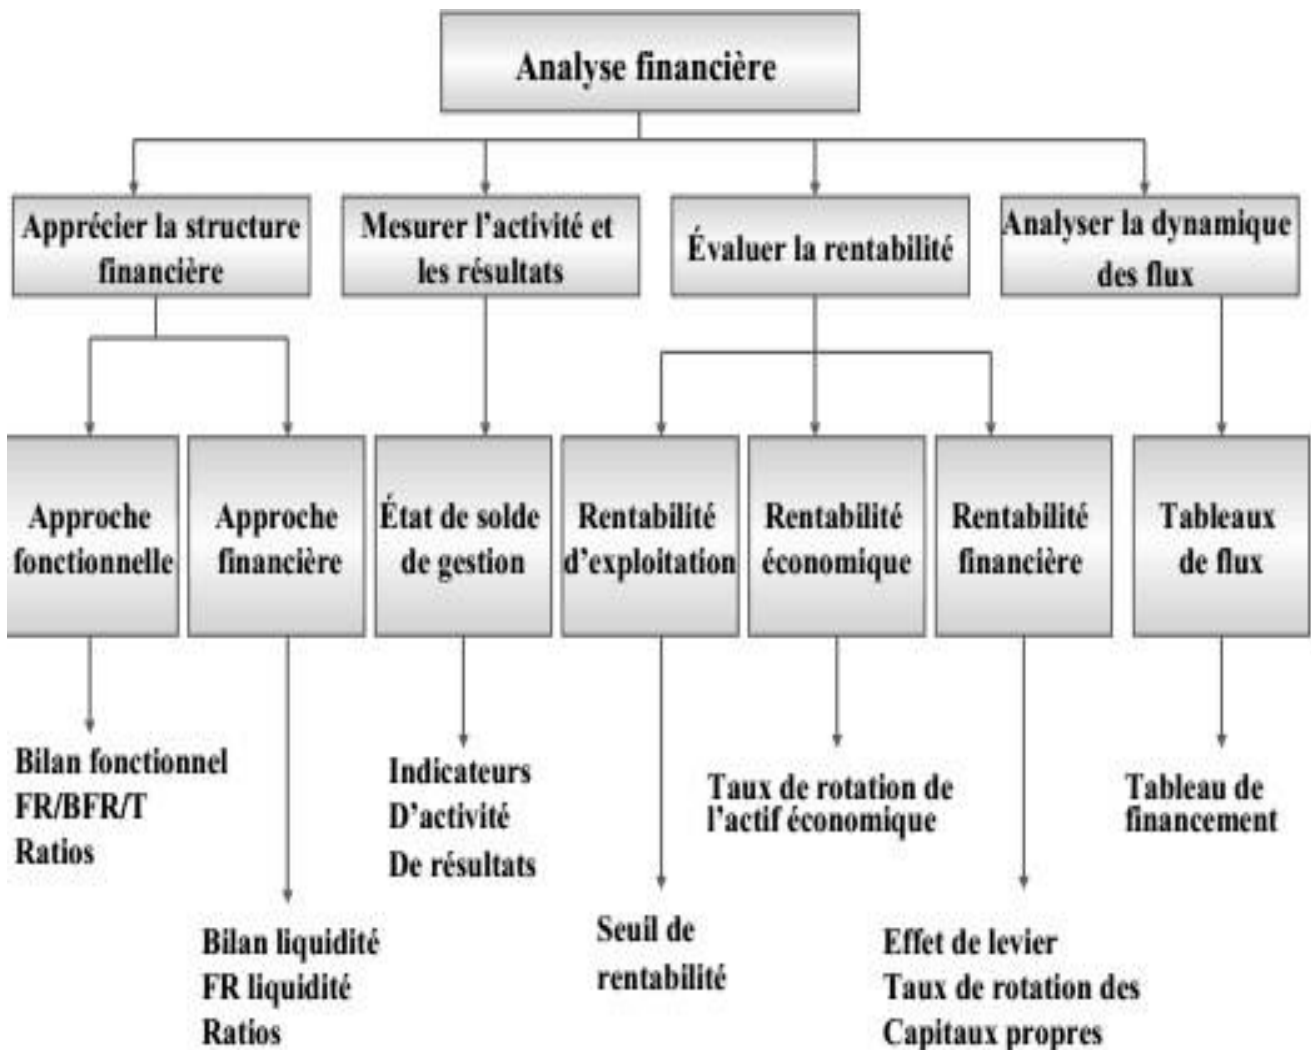 Analyse financière
Apprécier la structure
financière
Mesurer l'activité et
les résultats
Évaluer la rentabilité
Analyser la dynamique
des flux
Approche
fonctionnelle
Approche
financière
État de solde
de gestion
Rentabilité
d'exploitation
Rentabilité
économique
Rentabilité
financière
Tableaux
de flux
Bilan fonctionnel
FR/BFR/T
Ratios
Bilan liquidité
FR liquidité
Ratios
Indicateurs
D'activité
De résultats
Seuil de
rentabilité
Taux de rotation de
l'actif économique
Effet de levier
Taux de rotation des
Capitaux propres
Tableau de
financement